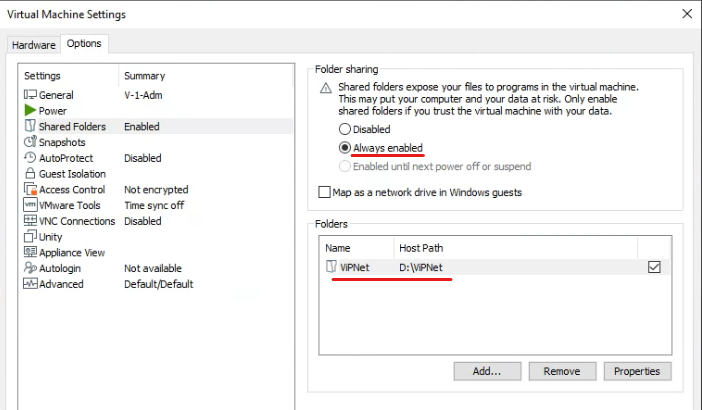 Virtual Machine Settings
Hardware Options
Settings Summary
General V-1-Adm
Power
Shared Folders Enabled
Snapshots
AutoProtect Disabled
Guest Isolation
Access Control Not encrypted
vm VMware Tools Time sync off
VNC Connections Disabled
Unity
Appliance View
Autologin Not available
Advanced Default/Default
Folder sharing
Shared folders expose your files to programs in the virtual machine.
This may put your computer and your data at risk. Only enable
shared folders if you trust the virtual machine with your data.
Disabled
Always enabled
Enabled until next power off or suspend
Map as a network drive in Windows guests
Folders
Name Host Path
ViPNet D:\ViPNet
Add... Remove Properties